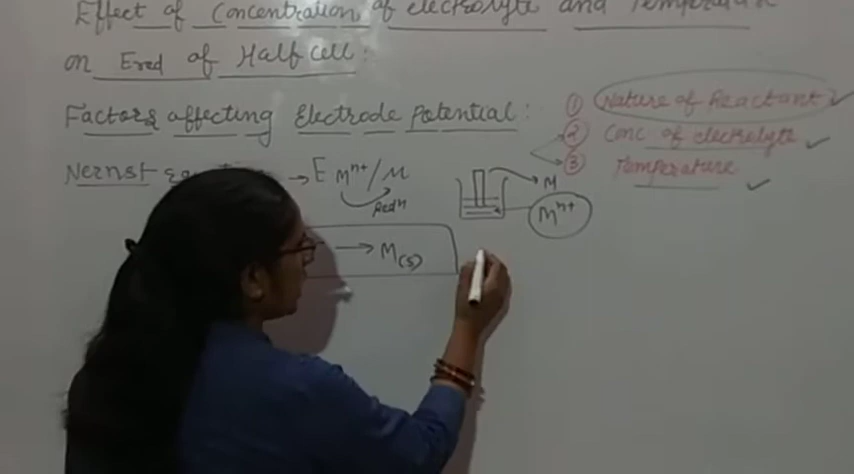 Effect of Concentration of electrolyte and Temperature
on Ered of Half Cell :
Factors affecting Electrode Potential :
① Nature of Reactant ✓
② Conc of electrolyte ✓
③ Temperature ✓
Nernst → E Mⁿ⁺/M
Redⁿ
M
Mⁿ⁺
→ M(s)